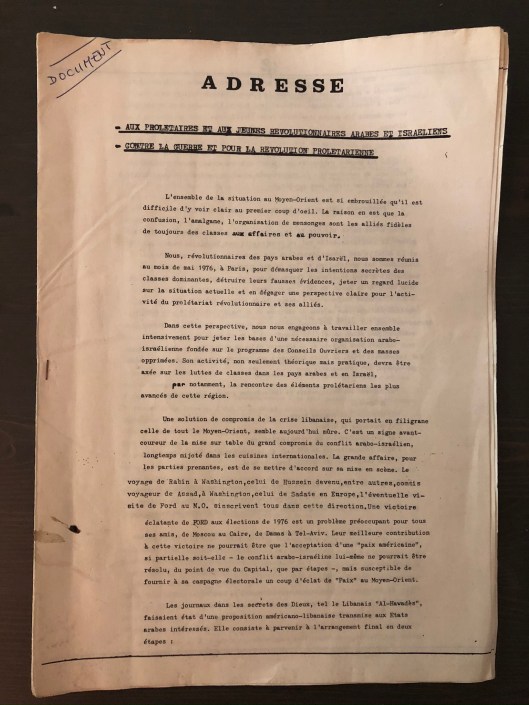 DOCUMENT
ADRESSE
- AUX PROLETAIRES ET AUX JEUNES REVOLUTIONNAIRES ARABES ET ISRAELIENS
- CONTRE LA GUERRE ET POUR LA REVOLUTION PROLETARIENNE
L'ensemble de la situation au Moyen-Orient est si embrouillée qu'il est
difficile d'y voir clair au premier coup d'oeil. La raison en est que la
confusion, l'amalgame, l'organisation de mensonges sont les alliés fidèles
de toujours des classes aux affaires et au pouvoir.
Nous, révolutionnaires des pays arabes et d'Israël, nous sommes réunis
au mois de mai 1976, à Paris, pour démasquer les intentions secrètes des
classes dominantes, détruire leurs fausses évidences, jeter un regard lucide
sur la situation actuelle et en dégager une perspective claire pour l'acti-
vité du prolétariat révolutionnaire et ses alliés.
Dans cette perspective, nous nous engageons à travailler ensemble
intensivement pour jeter les bases d'une nécessaire organisation arabo-
israélienne fondée sur le programme des Conseils Ouvriers et des masses
opprimées. Son activité, non seulement théorique mais pratique, devra être
axée sur les luttes de classes dans les pays arabes et en Israël,
par notamment, la rencontre des éléments prolétariens les plus
avancés de cette région.
Une solution de compromis de la crise libanaise, qui portait en filigrane
celle de tout le Moyen-Orient, semble aujourd'hui sûre. C'est un signe avant-
coureur de la mise sur table du grand compromis du conflit arabo-israélien,
longtemps mijoté dans les cuisines internationales. La grande affaire, pour
les parties prenantes, est de se mettre d'accord sur sa mise en scène. Le
voyage de Rabin à Washington, celui de Hussein devenu, entre autres, commis
voyageur de Assad, à Washington, celui de Sadate en Europe, l'éventuelle vi-
site de Ford au M.O. s'inscrivent tous dans cette direction. Une victoire
éclatante de FORD aux élections de 1976 est un problème préoccupant pour tous
ses amis, de Moscou au Caire, de Damas à Tel-Aviv. Leur meilleure contribution
à cette victoire ne pourrait être que l'acceptation d'une "paix américaine",
si partielle soit-elle - le conflit arabo-israélien lui-même ne pourrait être
résolu, du point de vue du Capital, que par étapes -, mais susceptible de
fournir à sa campagne électorale un coup d'éclat de "Paix" au Moyen-Orient.
Les journaux dans les secrets des Dieux, tel le Libanais "Al-Hawadès",
faisaient état d'une proposition américano-libanaise transmise aux Etats
arabes intéressés. Elle consiste à parvenir à l'arrangement final en deux
étapes :